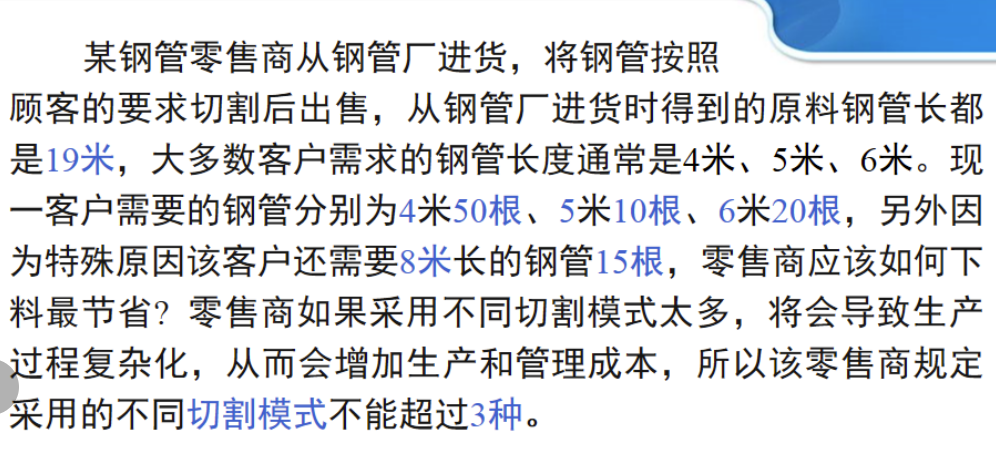 某钢管零售商从钢管厂进货，将钢管按照
顾客的要求切割后出售，从钢管厂进货时得到的原料钢管长都
是19米，大多数客户需求的钢管长度通常是4米、5米、6米。现
一客户需要的钢管分别为4米50根、5米10根、6米20根，另外因
为特殊原因该客户还需要8米长的钢管15根，零售商应该如何下
料最节省？零售商如果采用不同切割模式太多，将会导致生产
过程复杂化，从而会增加生产和管理成本，所以该零售商规定
采用的不同切割模式不能超过3种。